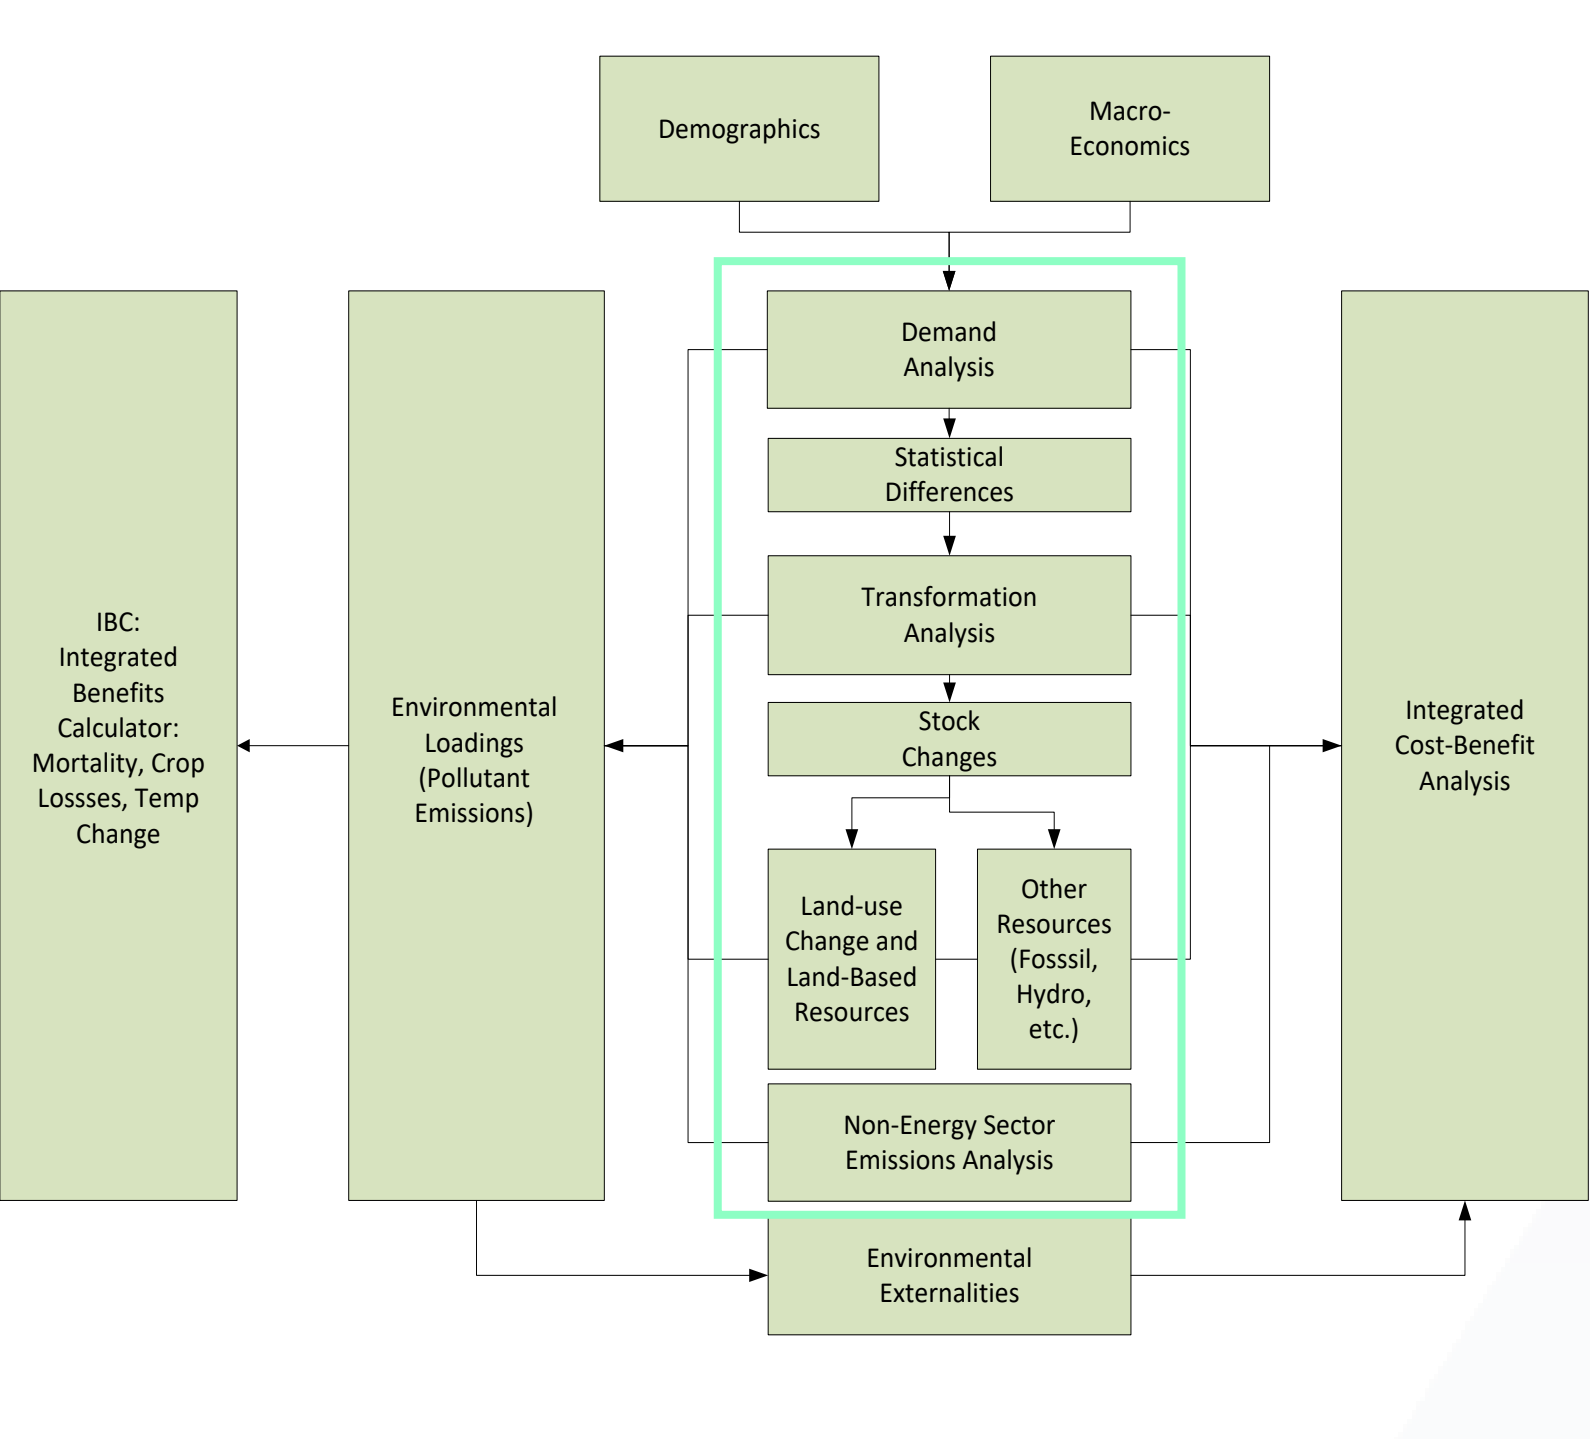 Demographics
Macro-
Economics
Demand
Analysis
Statistical
Differences
Transformation
Analysis
Stock
Changes
Land-use
Change and
Land-Based
Resources
Other
Resources
(Fosssil,
Hydro,
etc.)
Non-Energy Sector
Emissions Analysis
Environmental
Externalities
IBC:
Integrated
Benefits
Calculator:
Mortality, Crop
Lossses, Temp
Change
Environmental
Loadings
(Pollutant
Emissions)
Integrated
Cost-Benefit
Analysis